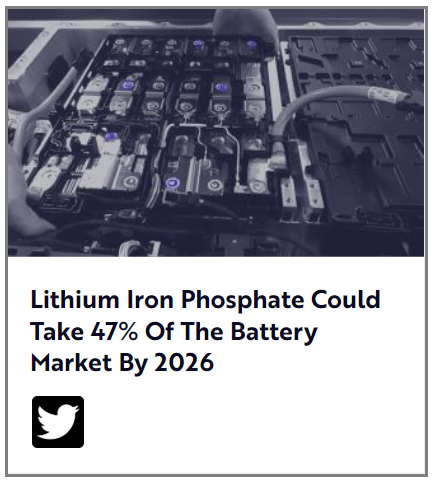 Lithium Iron Phosphate Could
Take 47% Of The Battery
Market By 2026